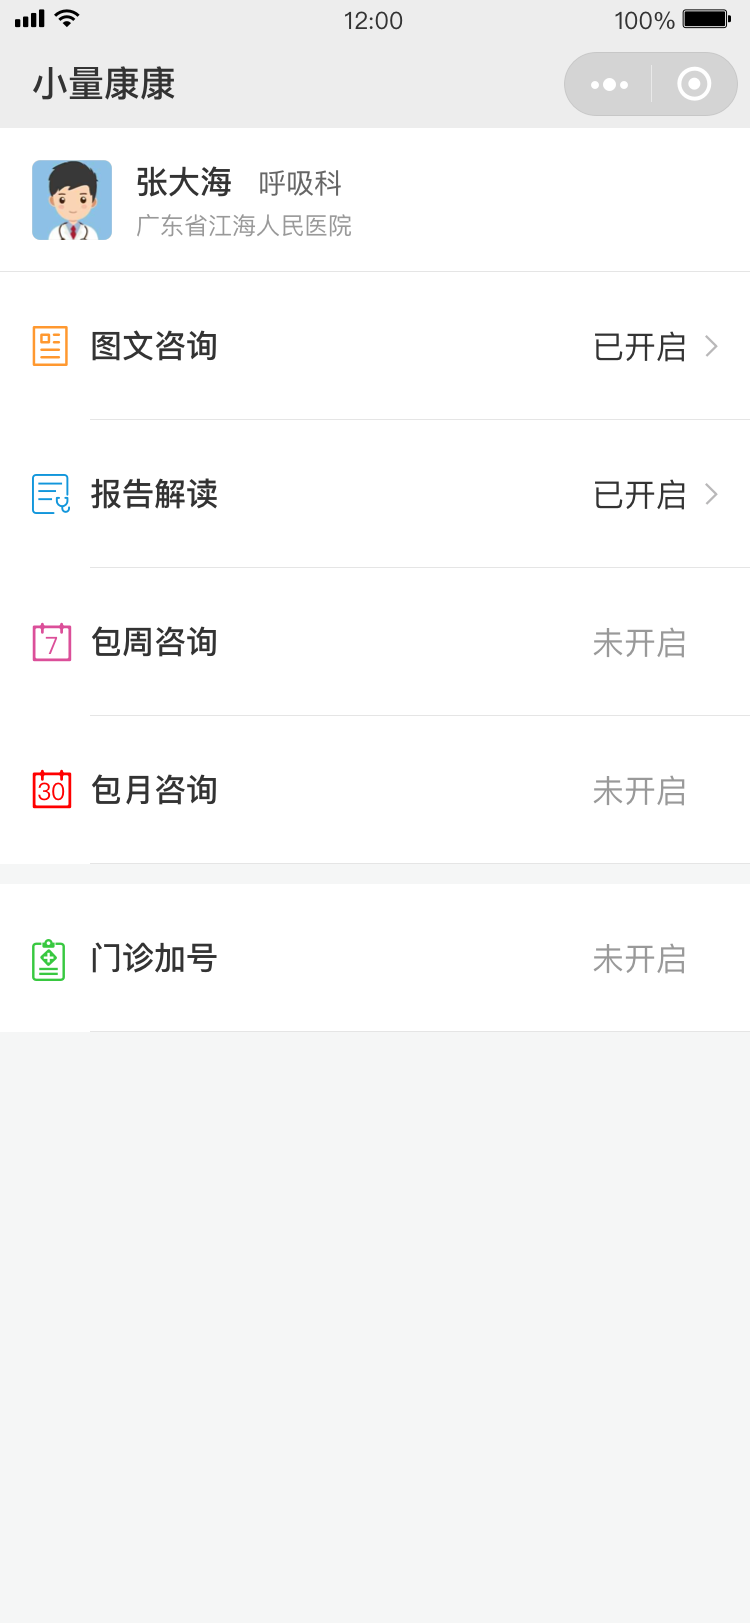 12:00 100%
小量康康
张大海 呼吸科
广东省江海人民医院
图文咨询 已开启
报告解读 已开启
7 包周咨询 未开启
30 包月咨询 未开启
门诊加号 未开启